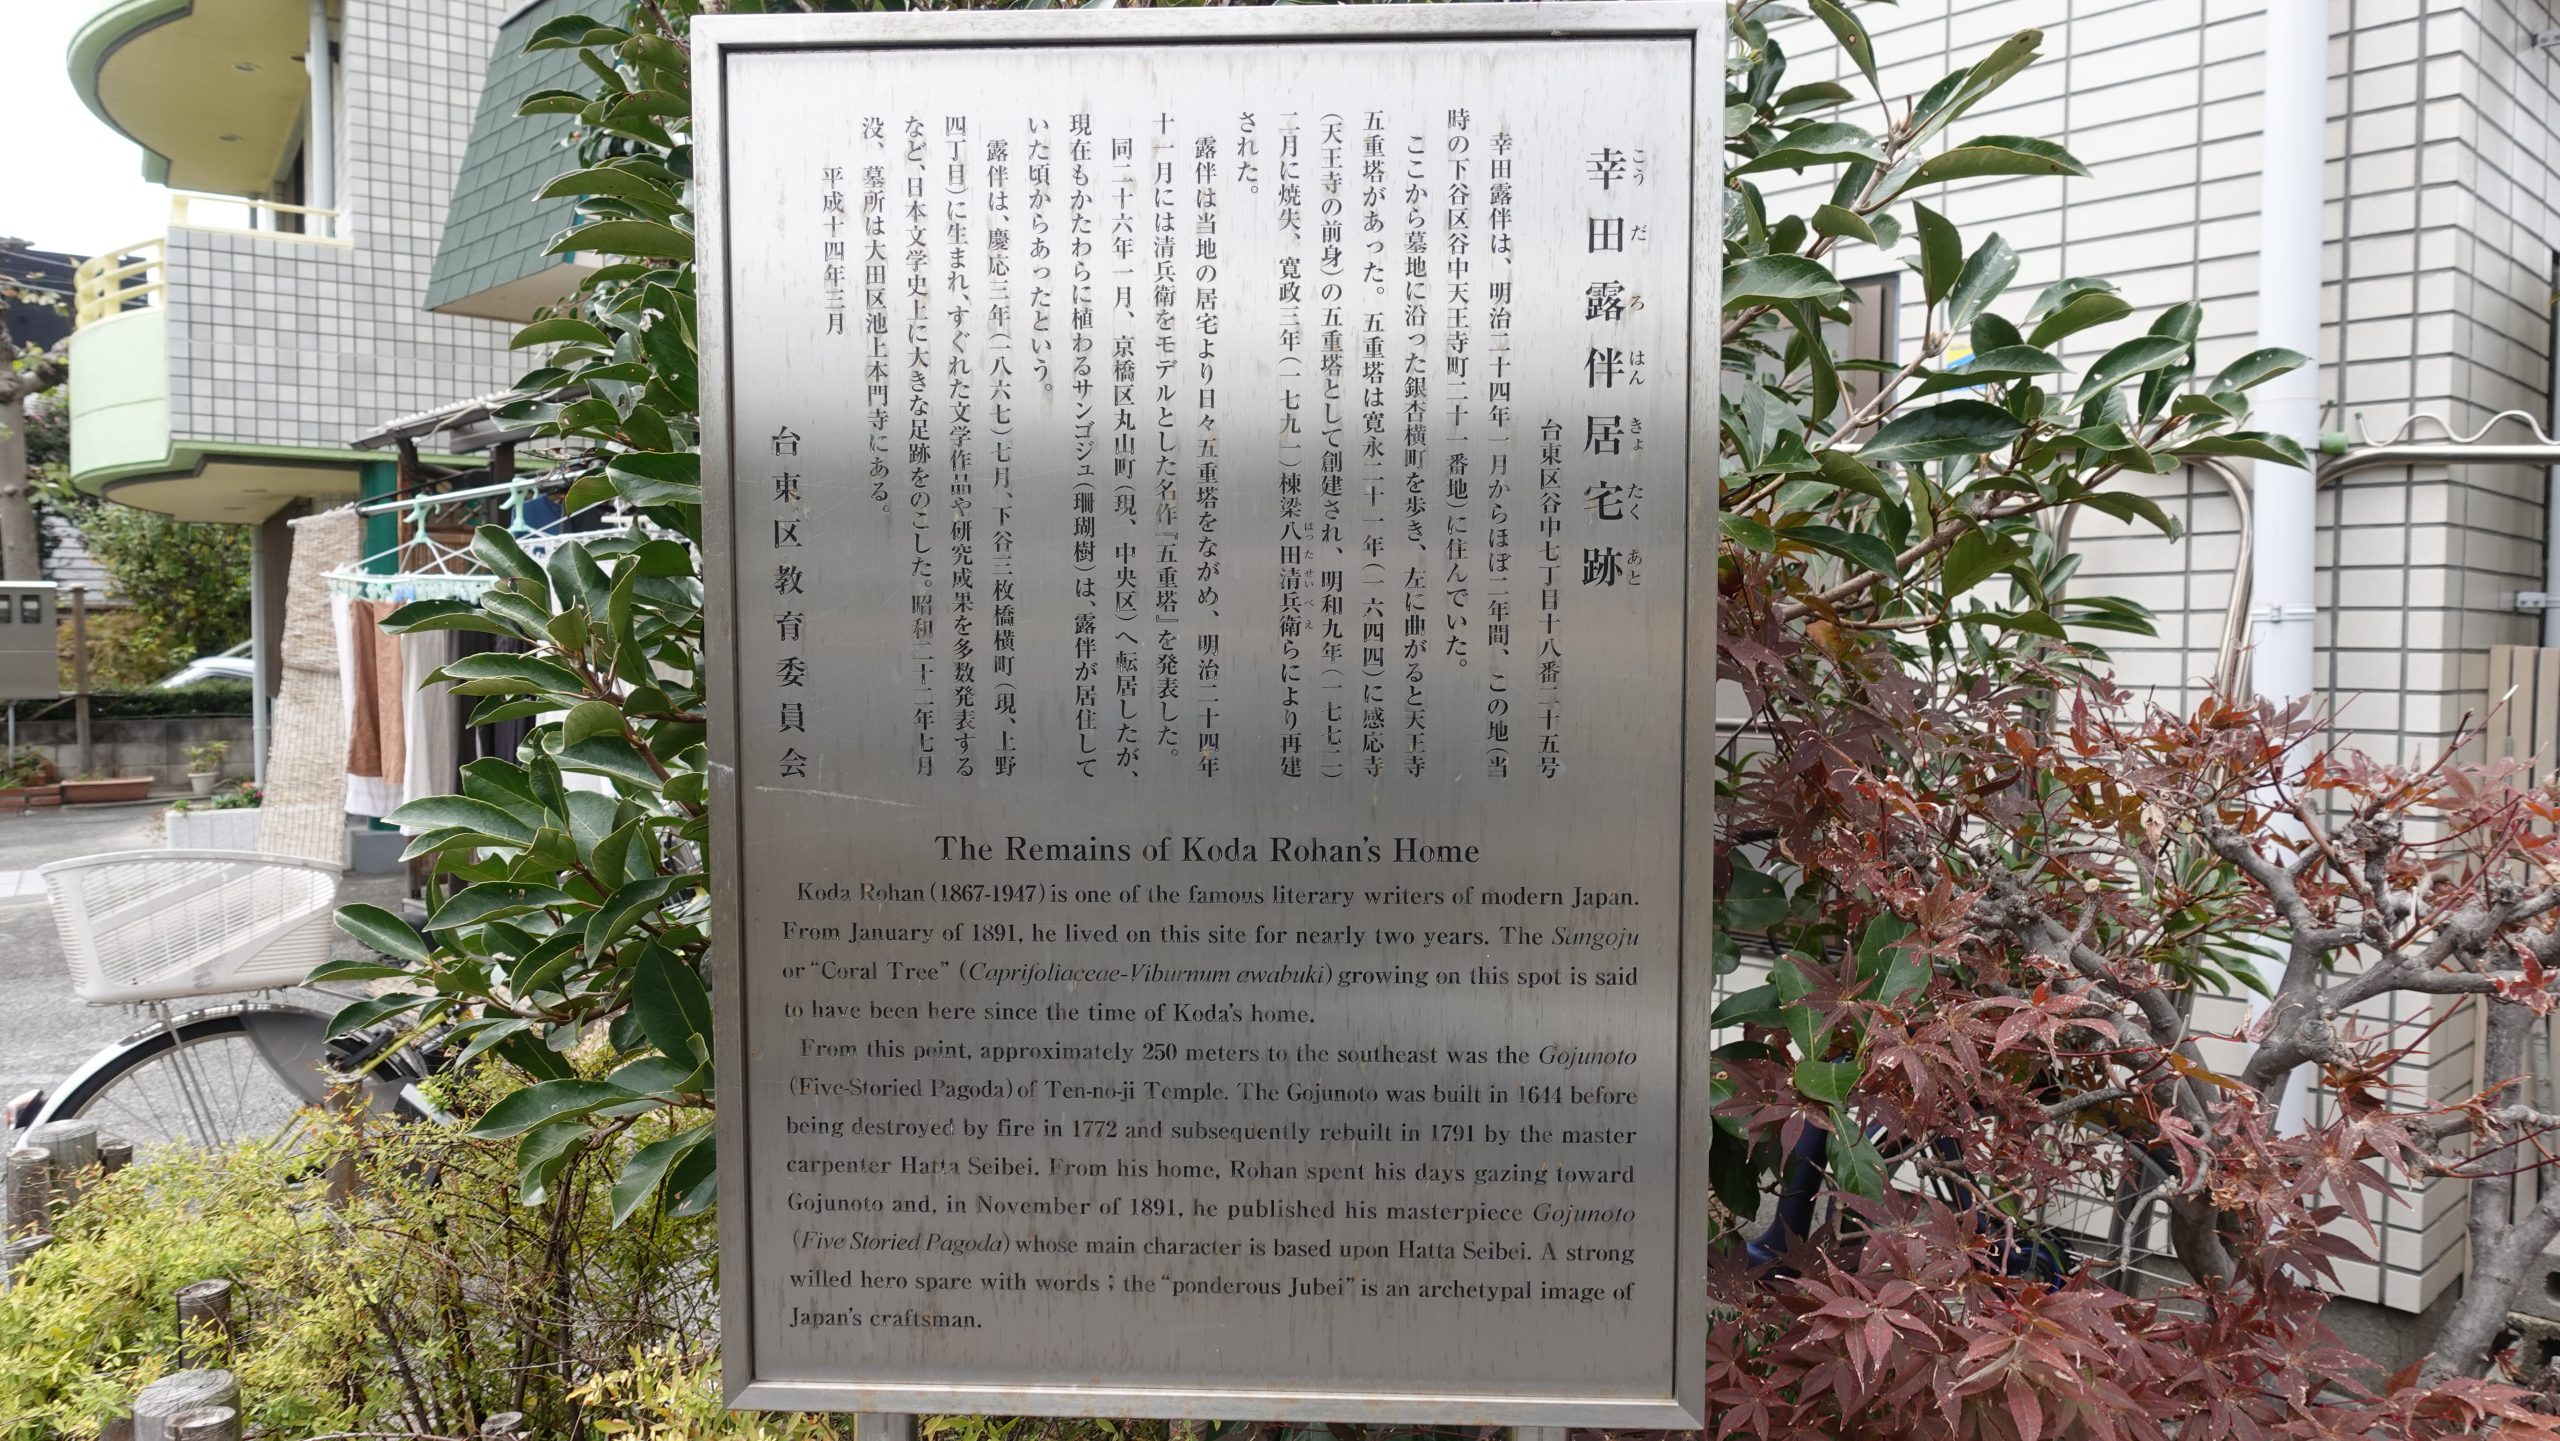 幸田露伴居宅跡
こうだろはんきょたくあと
台東区谷中七丁目十八番二十五号
幸田露伴は、明治二十四年一月からほぼ二年間、この地(当
時の下谷区谷中天王寺町二十一番地)に住んでいた。
ここから墓地に沿った銀杏横町を歩き、左に曲がると天王寺
五重塔があった。五重塔は寛永二十一年(一六四四)に感応寺
(天王寺の前身)の五重塔として創建され、明和九年(一七七二)
二月に焼失、寛政三年(一七九一)棟梁八田清兵衛らにより再建
はったせいべえ
された。
露伴は当地の居宅より日々五重塔をながめ、明治二十四年
十一月には清兵衛をモデルとした名作『五重塔』を発表した。
同二十六年一月、京橋区丸山町(現、中央区)へ転居したが、
現在もかたわらに植わるサンゴジュ(珊瑚樹)は、露伴が居住して
いた頃からあったという。
露伴は、慶応三年(一八六七)七月、下谷三枚橋横町(現、上野
四丁目)に生まれ、すぐれた文学作品や研究成果を多数発表する
など、日本文学史上に大きな足跡をのこした。昭和二十二年七月
没、墓所は大田区池上本門寺にある。
平成十四年三月
台東区教育委員会
The Remains of Koda Rohan's Home
Koda Rohan (1867-1947) is one of the famous literary writers of modern Japan.
From January of 1891, he lived on this site for nearly two years. The Sangoju
or “Coral Tree” (Caprifoliaceae-Viburnum awabuki) growing on this spot is said
to have been here since the time of Koda's home.
From this point, approximately 250 meters to the southeast was the Gojunoto
(Five-Storied Pagoda) of Ten-no-ji Temple. The Gojunoto was built in 1644 before
being destroyed by fire in 1772 and subsequently rebuilt in 1791 by the master
carpenter Hatta Seibei. From his home, Rohan spent his days gazing toward
Gojunoto and, in November of 1891, he published his masterpiece Gojunoto
(Five Storied Pagoda) whose main character is based upon Hatta Seibei. A strong
willed hero spare with words ; the “ponderous Jubei” is an archetypal image of
Japan's craftsman.